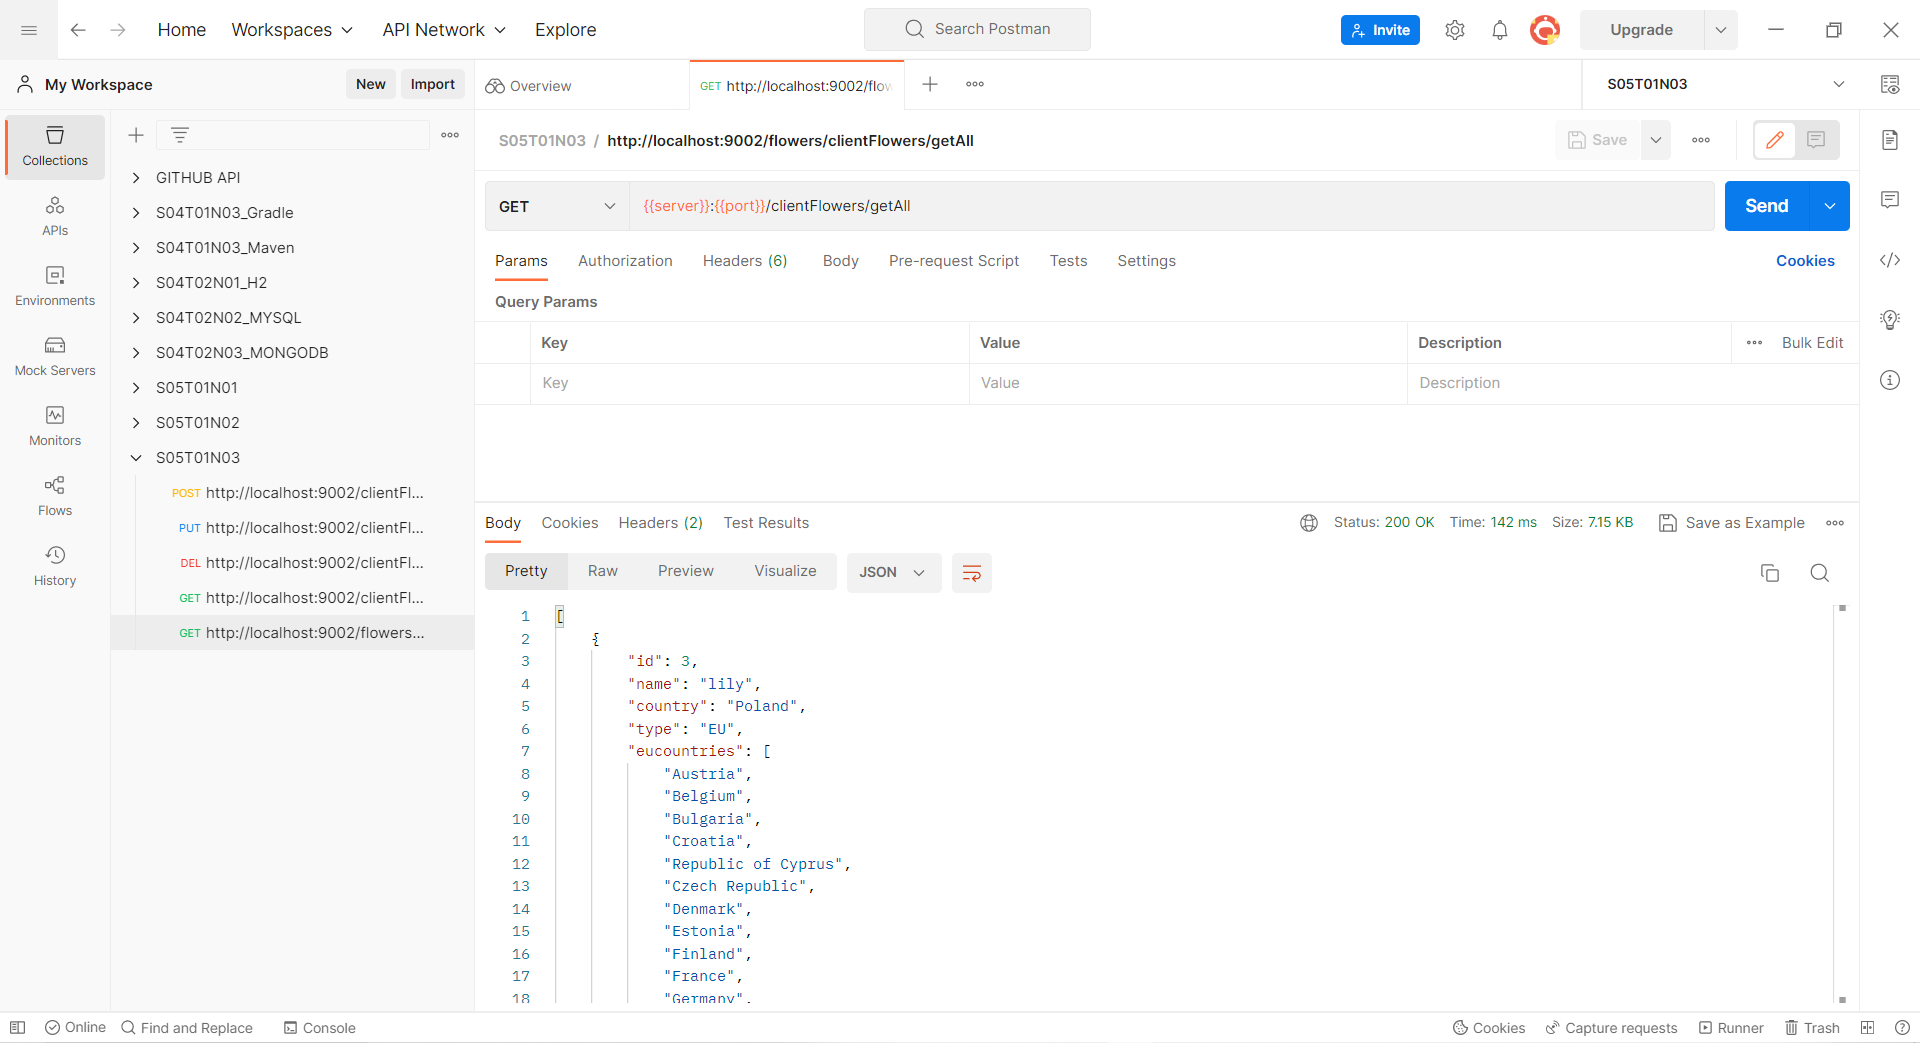 Home Workspaces API Network Explore Search Postman Invite Upgrade
My Workspace New Import
Overview GET http://localhost:9002/flow S05T01N03
Collections
APIs
Environments
Mock Servers
Monitors
Flows
History
GITHUB API
S04T01N03_Gradle
S04T01N03_Maven
S04T02N01_H2
S04T02N02_MYSQL
S04T02N03_MONGODB
S05T01N01
S05T01N02
S05T01N03
POST http://localhost:9002/clientFl...
PUT http://localhost:9002/clientFl...
DEL http://localhost:9002/clientFl...
GET http://localhost:9002/clientFl...
GET http://localhost:9002/flowers...
S05T01N03 / http://localhost:9002/flowers/clientFlowers/getAll Save
GET {{server}}:{{port}}/clientFlowers/getAll Send
Params Authorization Headers (6) Body Pre-request Script Tests Settings Cookies
Query Params
Key Value Description Bulk Edit
Key Value Description
Body Cookies Headers (2) Test Results Status: 200 OK Time: 142 ms Size: 7.15 KB Save as Example
Pretty Raw Preview Visualize JSON
1 [
2 {
3 "id": 3,
4 "name": "lily",
5 "country": "Poland",
6 "type": "EU",
7 "eucountries": [
8 "Austria",
9 "Belgium",
10 "Bulgaria",
11 "Croatia",
12 "Republic of Cyprus",
13 "Czech Republic",
14 "Denmark",
15 "Estonia",
16 "Finland",
17 "France",
18 "Germany",
Online Find and Replace Console Cookies Capture requests Runner Trash